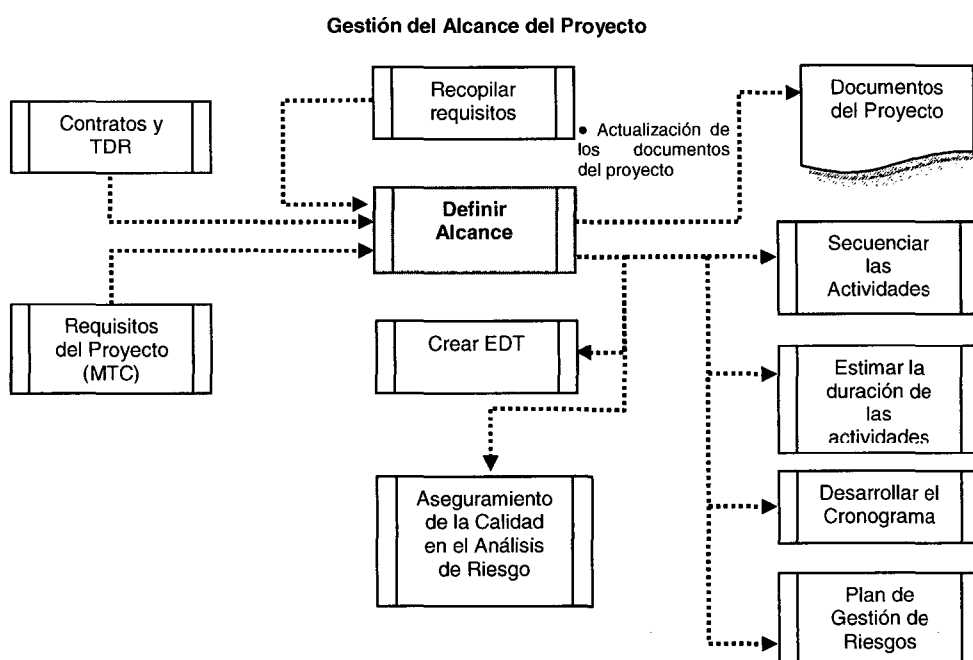 Gestión del Alcance del Proyecto
Contratos y
TDR
Requisitos
del Proyecto
(MTC)
Recopilar
requisitos
• Actualización de
los documentos
del proyecto
Definir
Alcance
Crear EDT
Aseguramiento
de la Calidad
en el Análisis
de Riesgo
Documentos
del Proyecto
Secuenciar
las
Actividades
Estimar la
duración de
las
actividades
Desarrollar el
Cronograma
Plan de
Gestión de
Riesgos